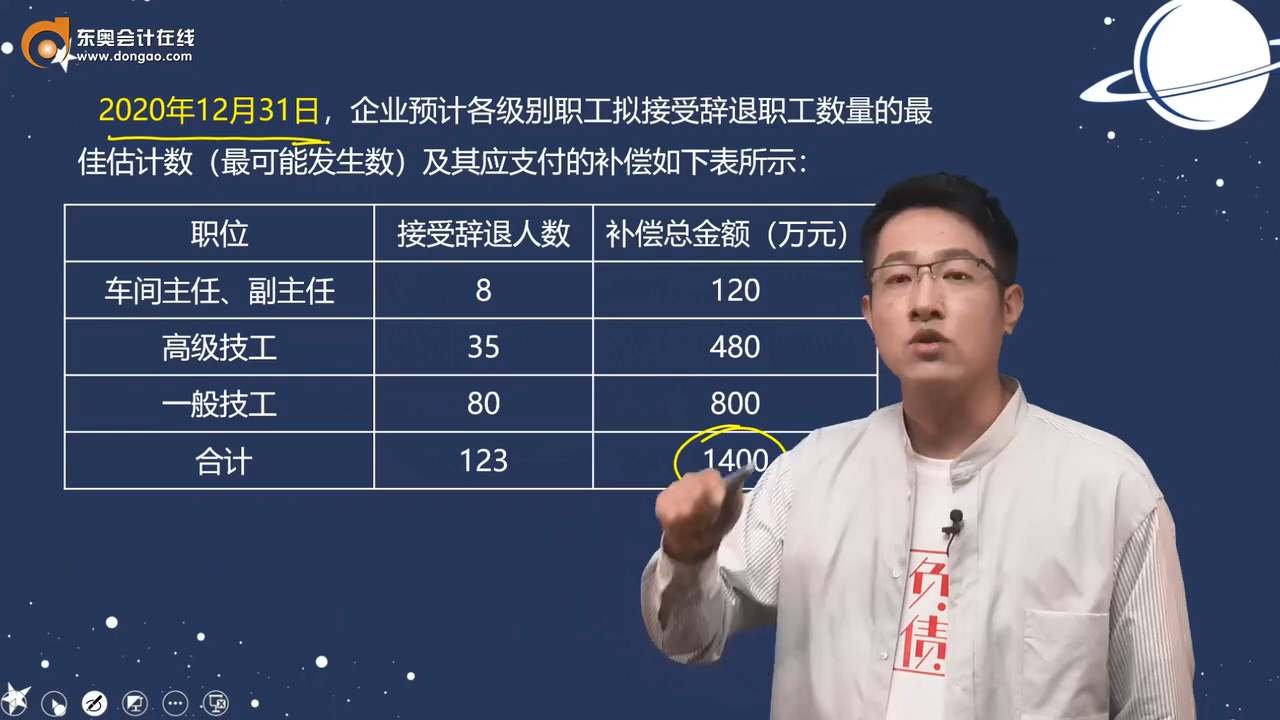 东奥会计在线
www.dongao.com
2020年12月31日，企业预计各级别职工拟接受辞退职工数量的最
佳估计数（最可能发生数）及其应支付的补偿如下表所示：
职位 接受辞退人数 补偿总金额（万元）
车间主任、副主任 8 120
高级技工 35 480
一般技工 80 800
合计 123 1400
负
债